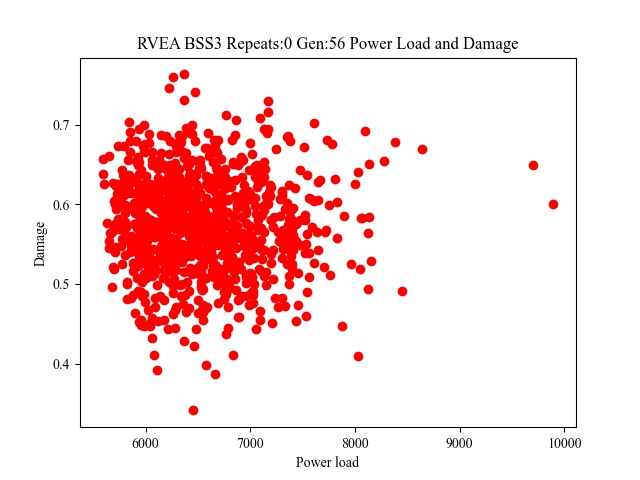 RVEA BSS3 Repeats:0 Gen:56 Power Load and Damage
0.7
0.6
0.5
0.4
Damage
6000 7000 8000 9000 10000
Power load